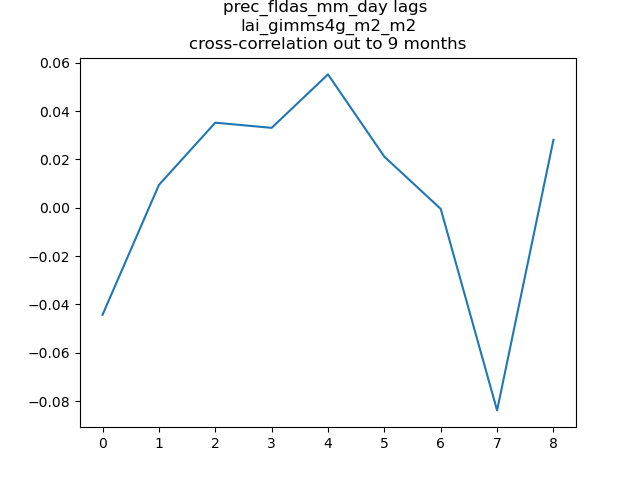 prec_fldas_mm_day lags
lai_gimms4g_m2_m2
cross-correlation out to 9 months
0.06
0.04
0.02
0.00
−0.02
−0.04
−0.06
−0.08
0 1 2 3 4 5 6 7 8